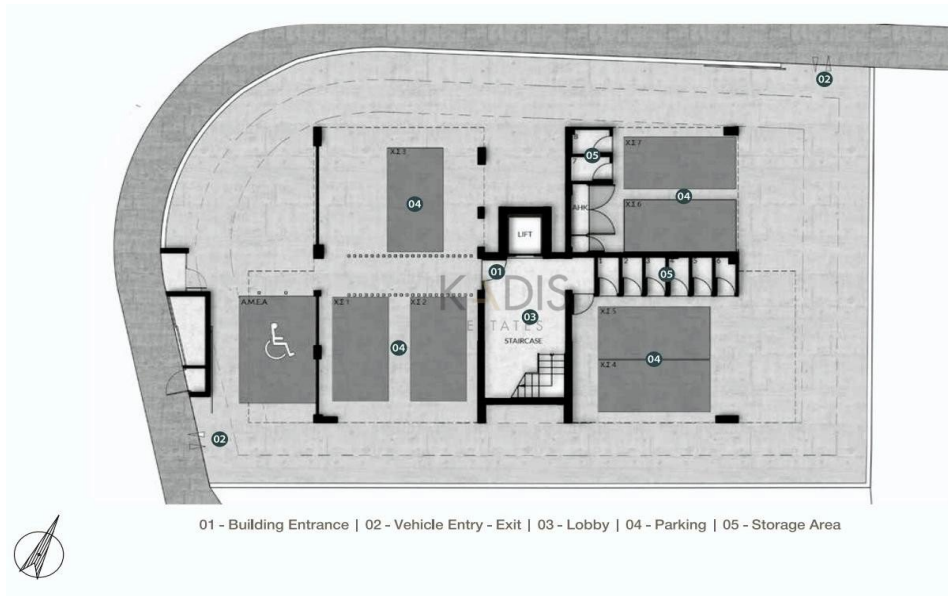 02
ΧΣ 3
05
ΧΣ 7
04
04
ΑΗΚ
ΧΣ 6
LIFT
01
05
KADIS
ESTATES
Α.Μ.Ε.Α
ΧΣ 1
ΧΣ 2
03
ΧΣ 5
STAIRCASE
04
04
ΧΣ 4
02
01 - Building Entrance | 02 - Vehicle Entry - Exit | 03 - Lobby | 04 - Parking | 05 - Storage Area